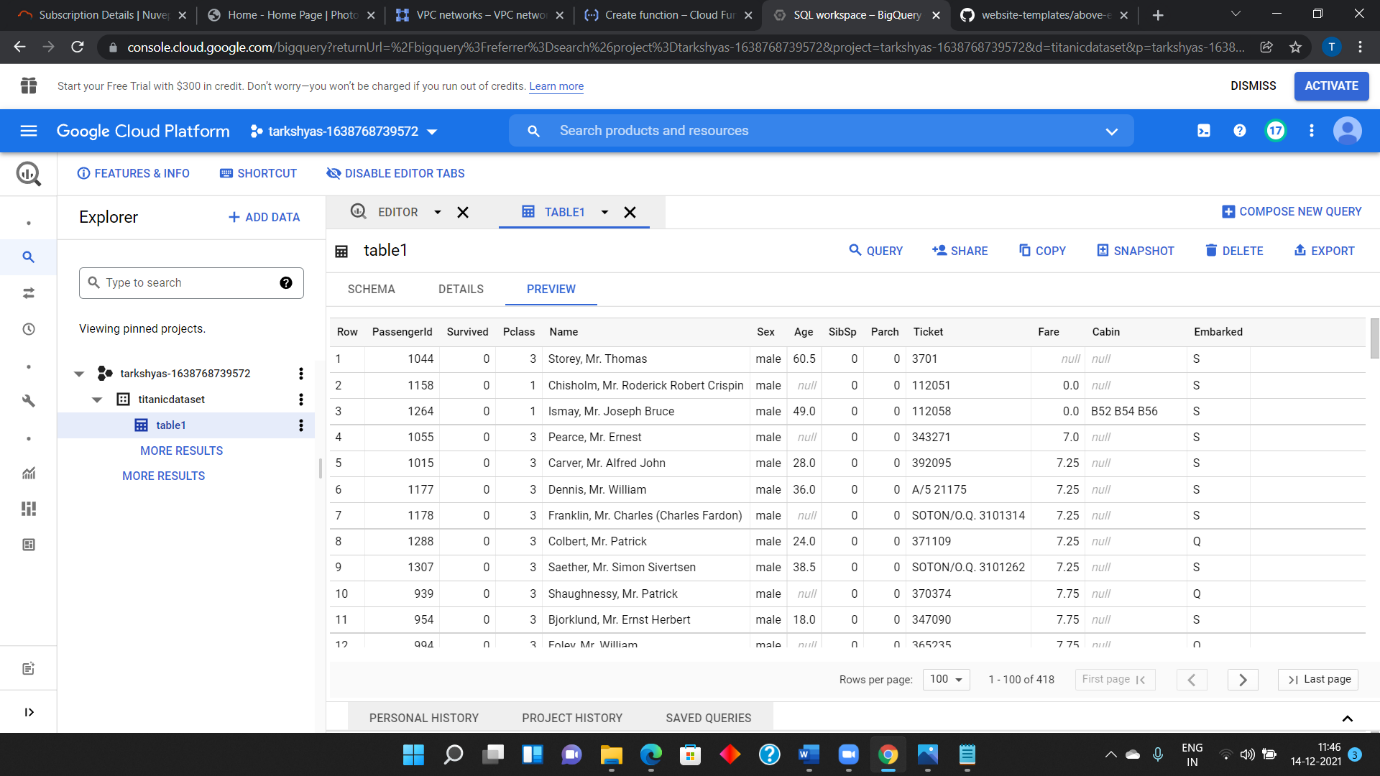 Subscription Details | Nuve
Home - Home Page | Photo
VPC networks – VPC netwo
Create function – Cloud Fu
SQL workspace – BigQuery
website-templates/above-e
console.cloud.google.com/bigquery?returnUrl=%2Fbigquery%3Freferrer%3Dsearch%26project%3Dtarkshyas-1638768739572&project=tarkshyas-1638768739572&d=titanicdataset&p=tarkshyas-1638...
T
Start your Free Trial with $300 in credit. Don't worry—you won't be charged if you run out of credits. Learn more
DISMISS
ACTIVATE
Google Cloud Platform
tarkshyas-1638768739572
Search products and resources
17
FEATURES & INFO
SHORTCUT
DISABLE EDITOR TABS
Explorer
+ ADD DATA
EDITOR
TABLE1
COMPOSE NEW QUERY
table1
QUERY
SHARE
COPY
SNAPSHOT
DELETE
EXPORT
Type to search
SCHEMA
DETAILS
PREVIEW
Viewing pinned projects.
tarkshyas-1638768739572
titanicdataset
table1
MORE RESULTS
MORE RESULTS
Row PassengerId Survived Pclass Name Sex Age SibSp Parch Ticket Fare Cabin Embarked
1 1044 0 3 Storey, Mr. Thomas male 60.5 0 0 3701 null null S
2 1158 0 1 Chisholm, Mr. Roderick Robert Crispin male null 0 0 112051 0.0 null S
3 1264 0 1 Ismay, Mr. Joseph Bruce male 49.0 0 0 112058 0.0 B52 B54 B56 S
4 1055 0 3 Pearce, Mr. Ernest male null 0 0 343271 7.0 null S
5 1015 0 3 Carver, Mr. Alfred John male 28.0 0 0 392095 7.25 null S
6 1177 0 3 Dennis, Mr. William male 36.0 0 0 A/5 21175 7.25 null S
7 1178 0 3 Franklin, Mr. Charles (Charles Fardon) male null 0 0 SOTON/O.Q. 3101314 7.25 null S
8 1288 0 3 Colbert, Mr. Patrick male 24.0 0 0 371109 7.25 null Q
9 1307 0 3 Saether, Mr. Simon Sivertsen male 38.5 0 0 SOTON/O.Q. 3101262 7.25 null S
10 939 0 3 Shaughnessy, Mr. Patrick male null 0 0 370374 7.75 null Q
11 954 0 3 Bjorklund, Mr. Ernst Herbert male 18.0 0 0 347090 7.75 null S
12 994 0 3 Foley, Mr. William male null 0 0 365235 7.75 null Q
Rows per page: 100
1 - 100 of 418
First page
Last page
PERSONAL HISTORY
PROJECT HISTORY
SAVED QUERIES
ENG
IN
11:46
14-12-2021
3